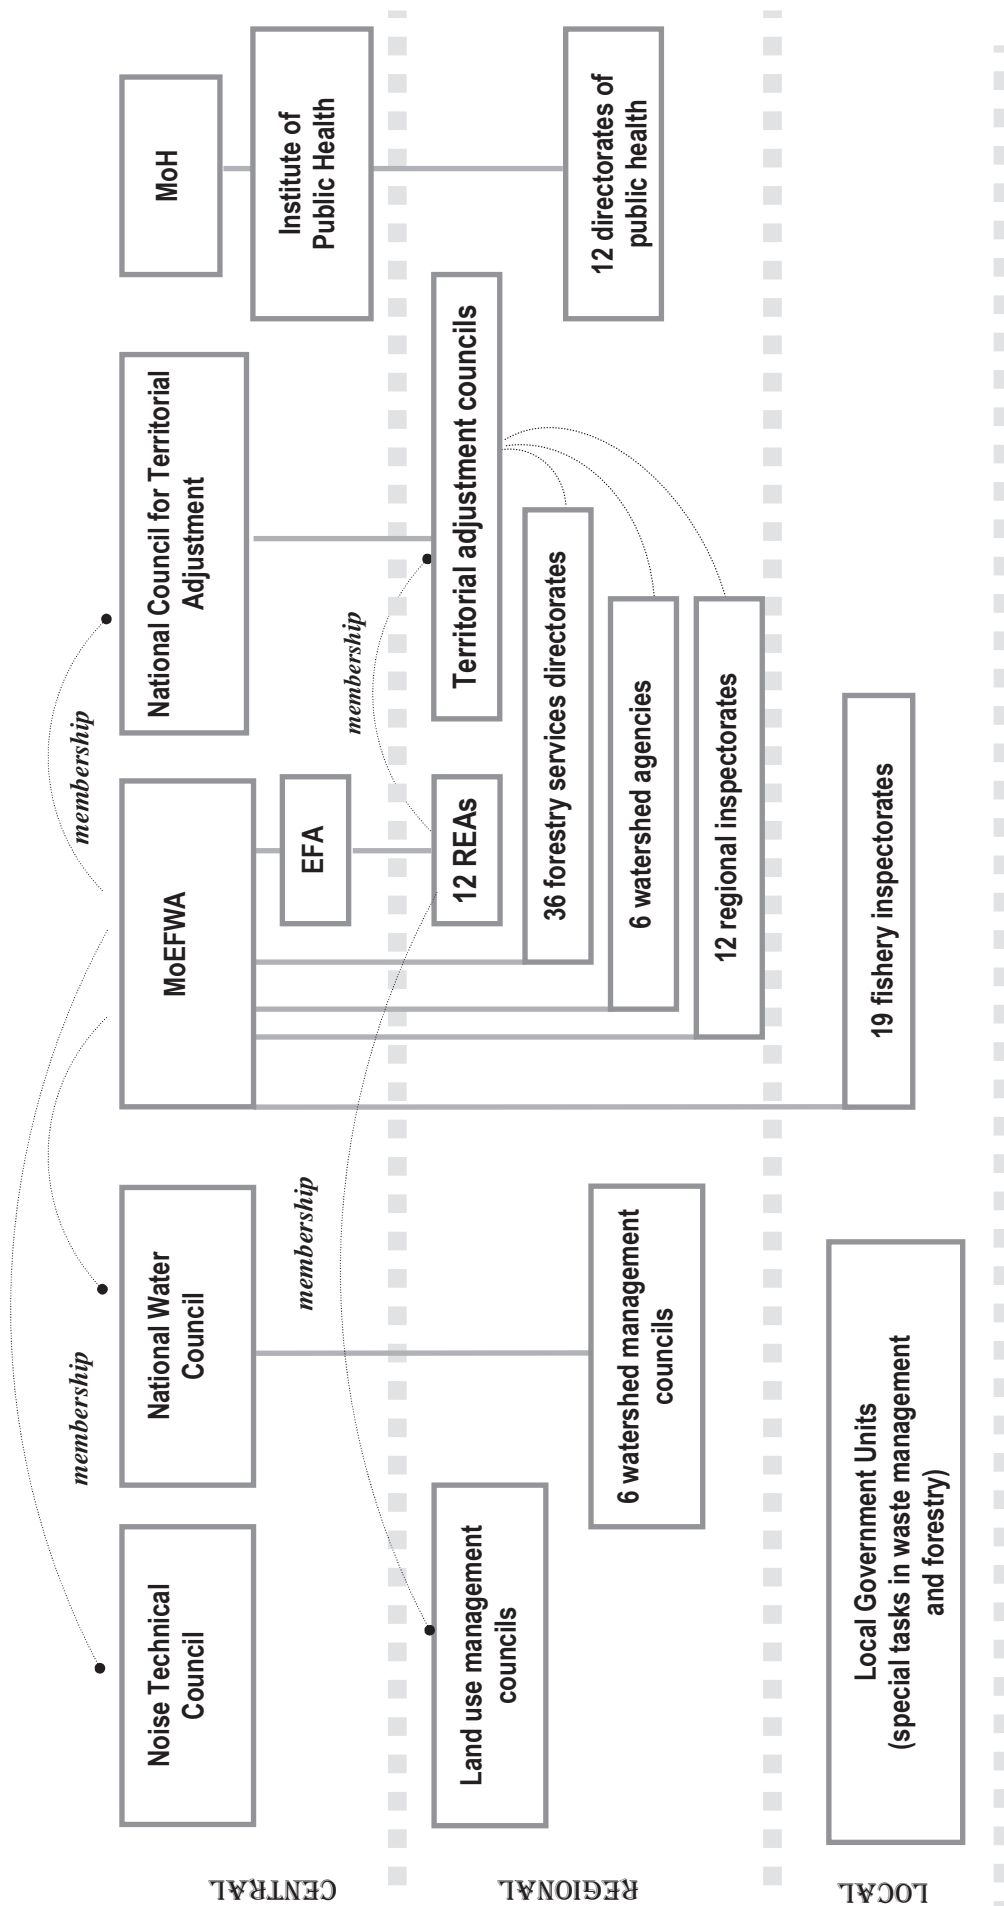 CENTRAL
membership
membership
Noise Technical
Council
National Water
Council
MoEFWA
National Council for Territorial
Adjustment
MoH
EFA
Institute of
Public Health
membership
membership
REGIONAL
Land use management
councils
12 REAs
Territorial adjustment councils
36 forestry services directorates
6 watershed management
councils
6 watershed agencies
12 directorates of
public health
12 regional inspectorates
LOCAL
Local Government Units
(special tasks in waste management
and forestry)
19 fishery inspectorates